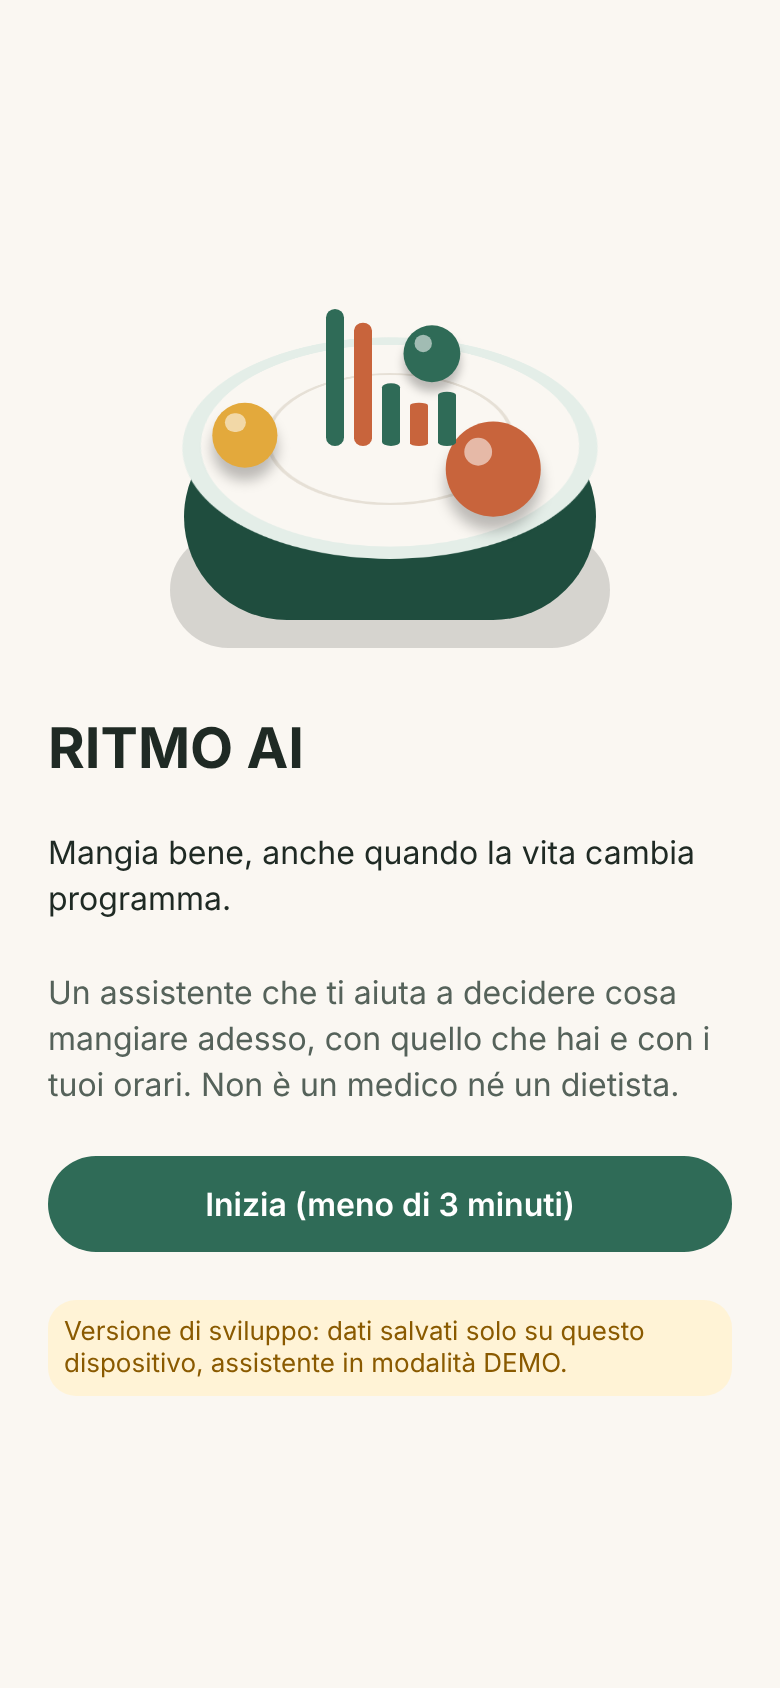 RITMO AI
Mangia bene, anche quando la vita cambia
programma.
Un assistente che ti aiuta a decidere cosa
mangiare adesso, con quello che hai e con i
tuoi orari. Non è un medico né un dietista.
Inizia (meno di 3 minuti)
Versione di sviluppo: dati salvati solo su questo
dispositivo, assistente in modalità DEMO.